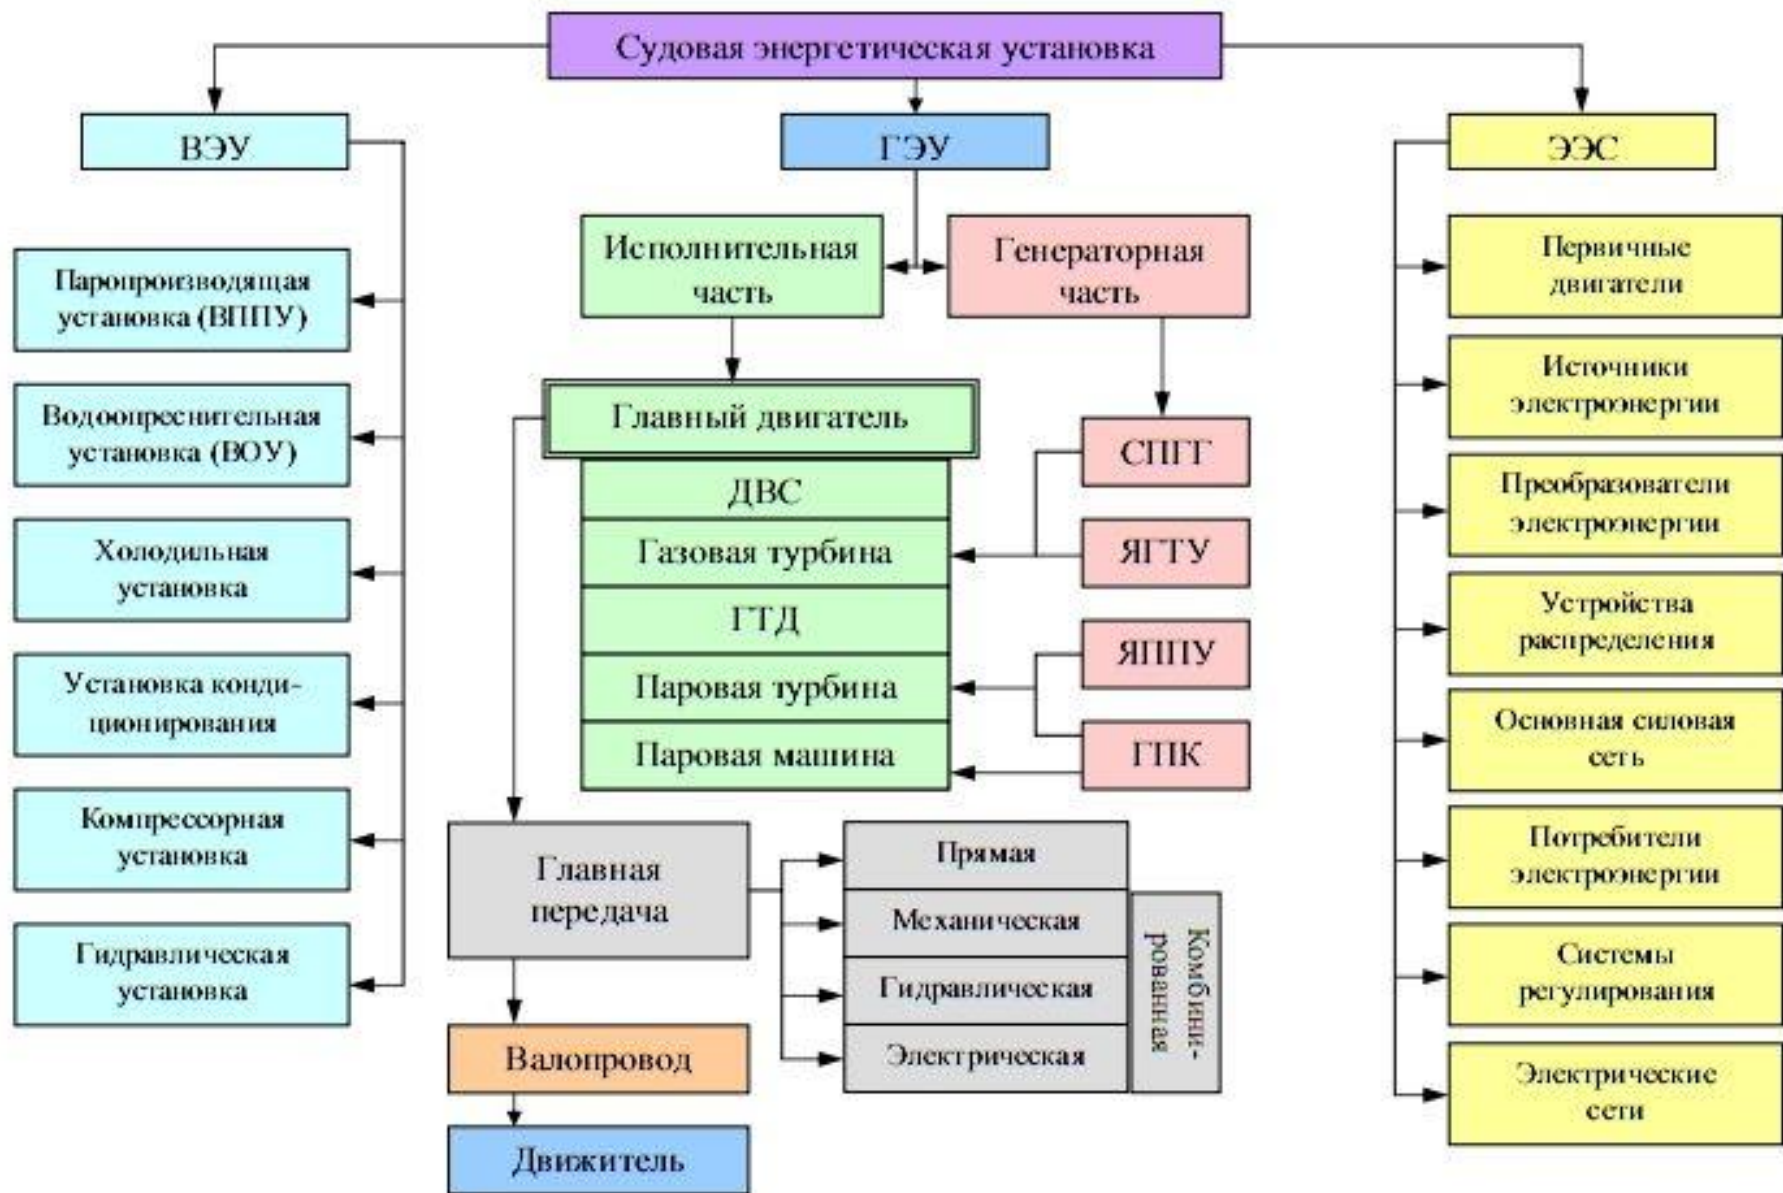 Судовая энергетическая установка
ВЭУ
ГЭУ
ЭЭС
Паропроизводящая
установка (ВППУ)
Водоопреснительная
установка (ВОУ)
Холодильная
установка
Установка конди-
ционирования
Компрессорная
установка
Гидравлическая
установка
Исполнительная
часть
Генераторная
часть
Главный двигатель
ДВС
Газовая турбина
ГТД
Паровая турбина
Паровая машина
СПГГ
ЯГТУ
ЯППУ
ГПК
Главная
передача
Прямая
Механическая
Гидравлическая
Электрическая
Комбини-
рованная
Валопровод
Движитель
Первичные
двигатели
Источники
электроэнергии
Преобразователи
электроэнергии
Устройства
распределения
Основная силовая
сеть
Потребители
электроэнергии
Системы
регулирования
Электрические
сети